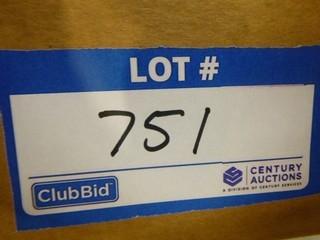 LOT #
751
ClubBid
CENTURY
AUCTIONS
A DIVISION OF CENTURY SERVICES